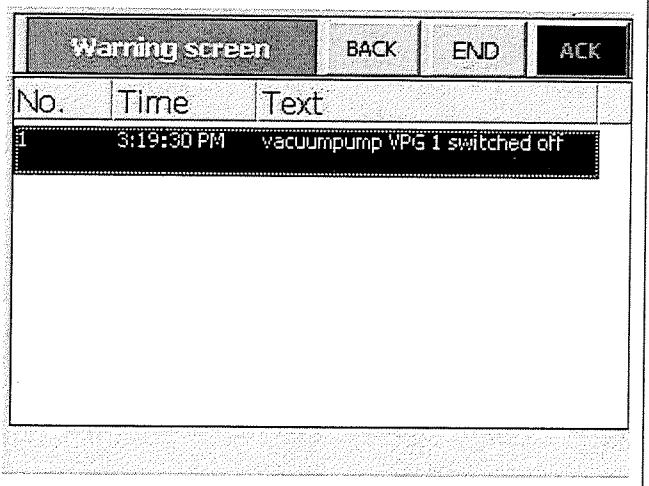 Warning screen BACK END ACK
No. Time Text
1 3:19:30 PM vacuumpump VPG 1 switched off